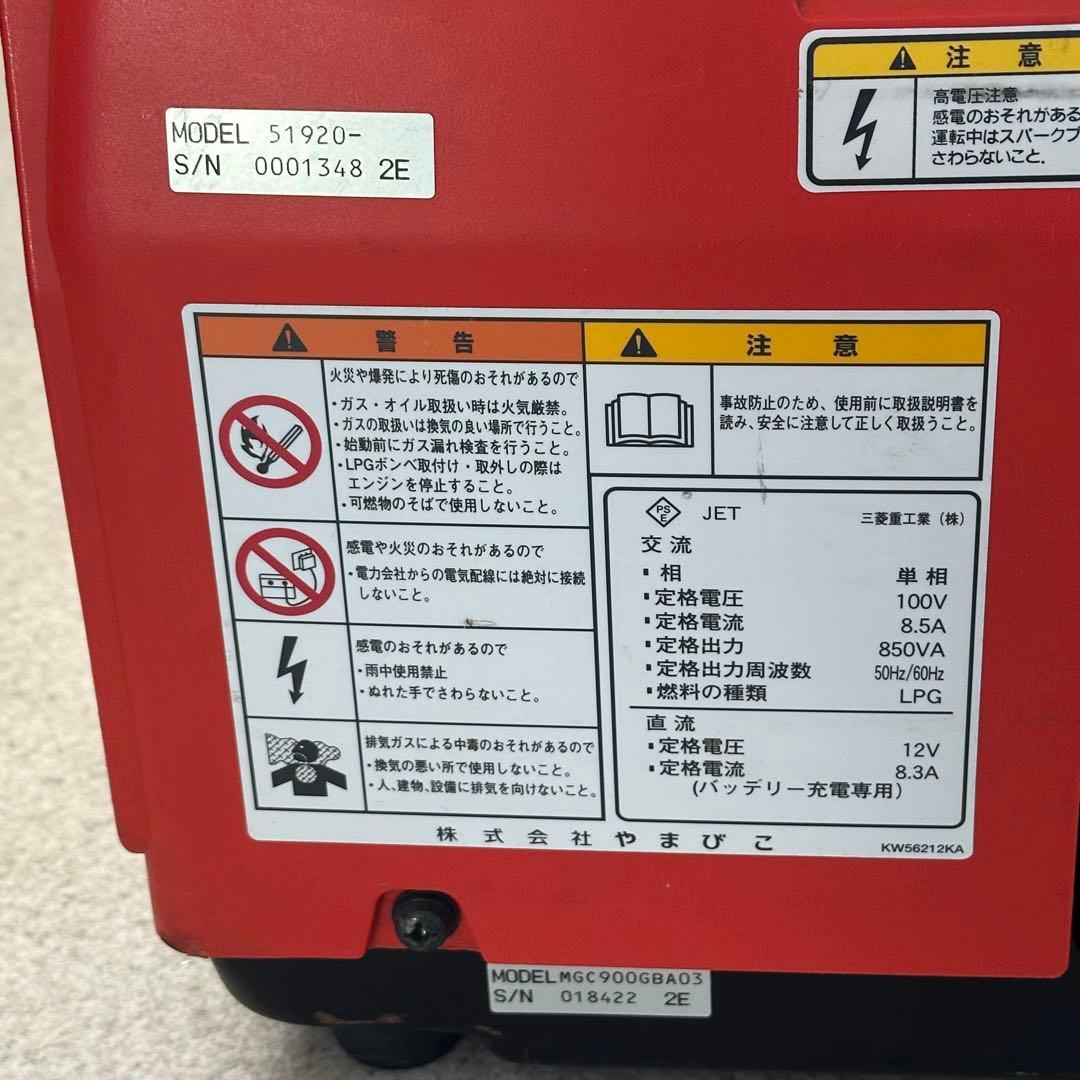 MODEL 51920-
S/N 0001348 2E
注意
高電圧注意
感電のおそれがある
運転中はスパークプ
さわらないこと.
警告
火災や爆発により死傷のおそれがあるので
・ガス・オイル取扱い時は火気厳禁。
・ガスの取扱いは換気の良い場所で行うこと。
・始動前にガス漏れ検査を行うこと。
・LPGボンベ取付け・取外しの際は
エンジンを停止すること。
・可燃物のそばで使用しないこと。
感電や火災のおそれがあるので
・電力会社からの電気配線には絶対に接続
しないこと。
感電のおそれがあるので
・雨中使用禁止
・ぬれた手でさわらないこと。
排気ガスによる中毒のおそれがあるので
・換気の悪い所で使用しないこと。
・人、建物、設備に排気を向けないこと。
注意
事故防止のため、使用前に取扱説明書を
読み、安全に注意して正しく取扱うこと。
PSE JET 三菱重工業(株)
交流
・相 単相
・定格電圧 100V
・定格電流 8.5A
・定格出力 850VA
・定格出力周波数 50Hz/60Hz
・燃料の種類 LPG
直流
・定格電圧 12V
・定格電流 8.3A
(バッテリー充電専用)
株式会社やまびこ KW56212KA
MODEL MGC900GBA03
S/N 018422 2E